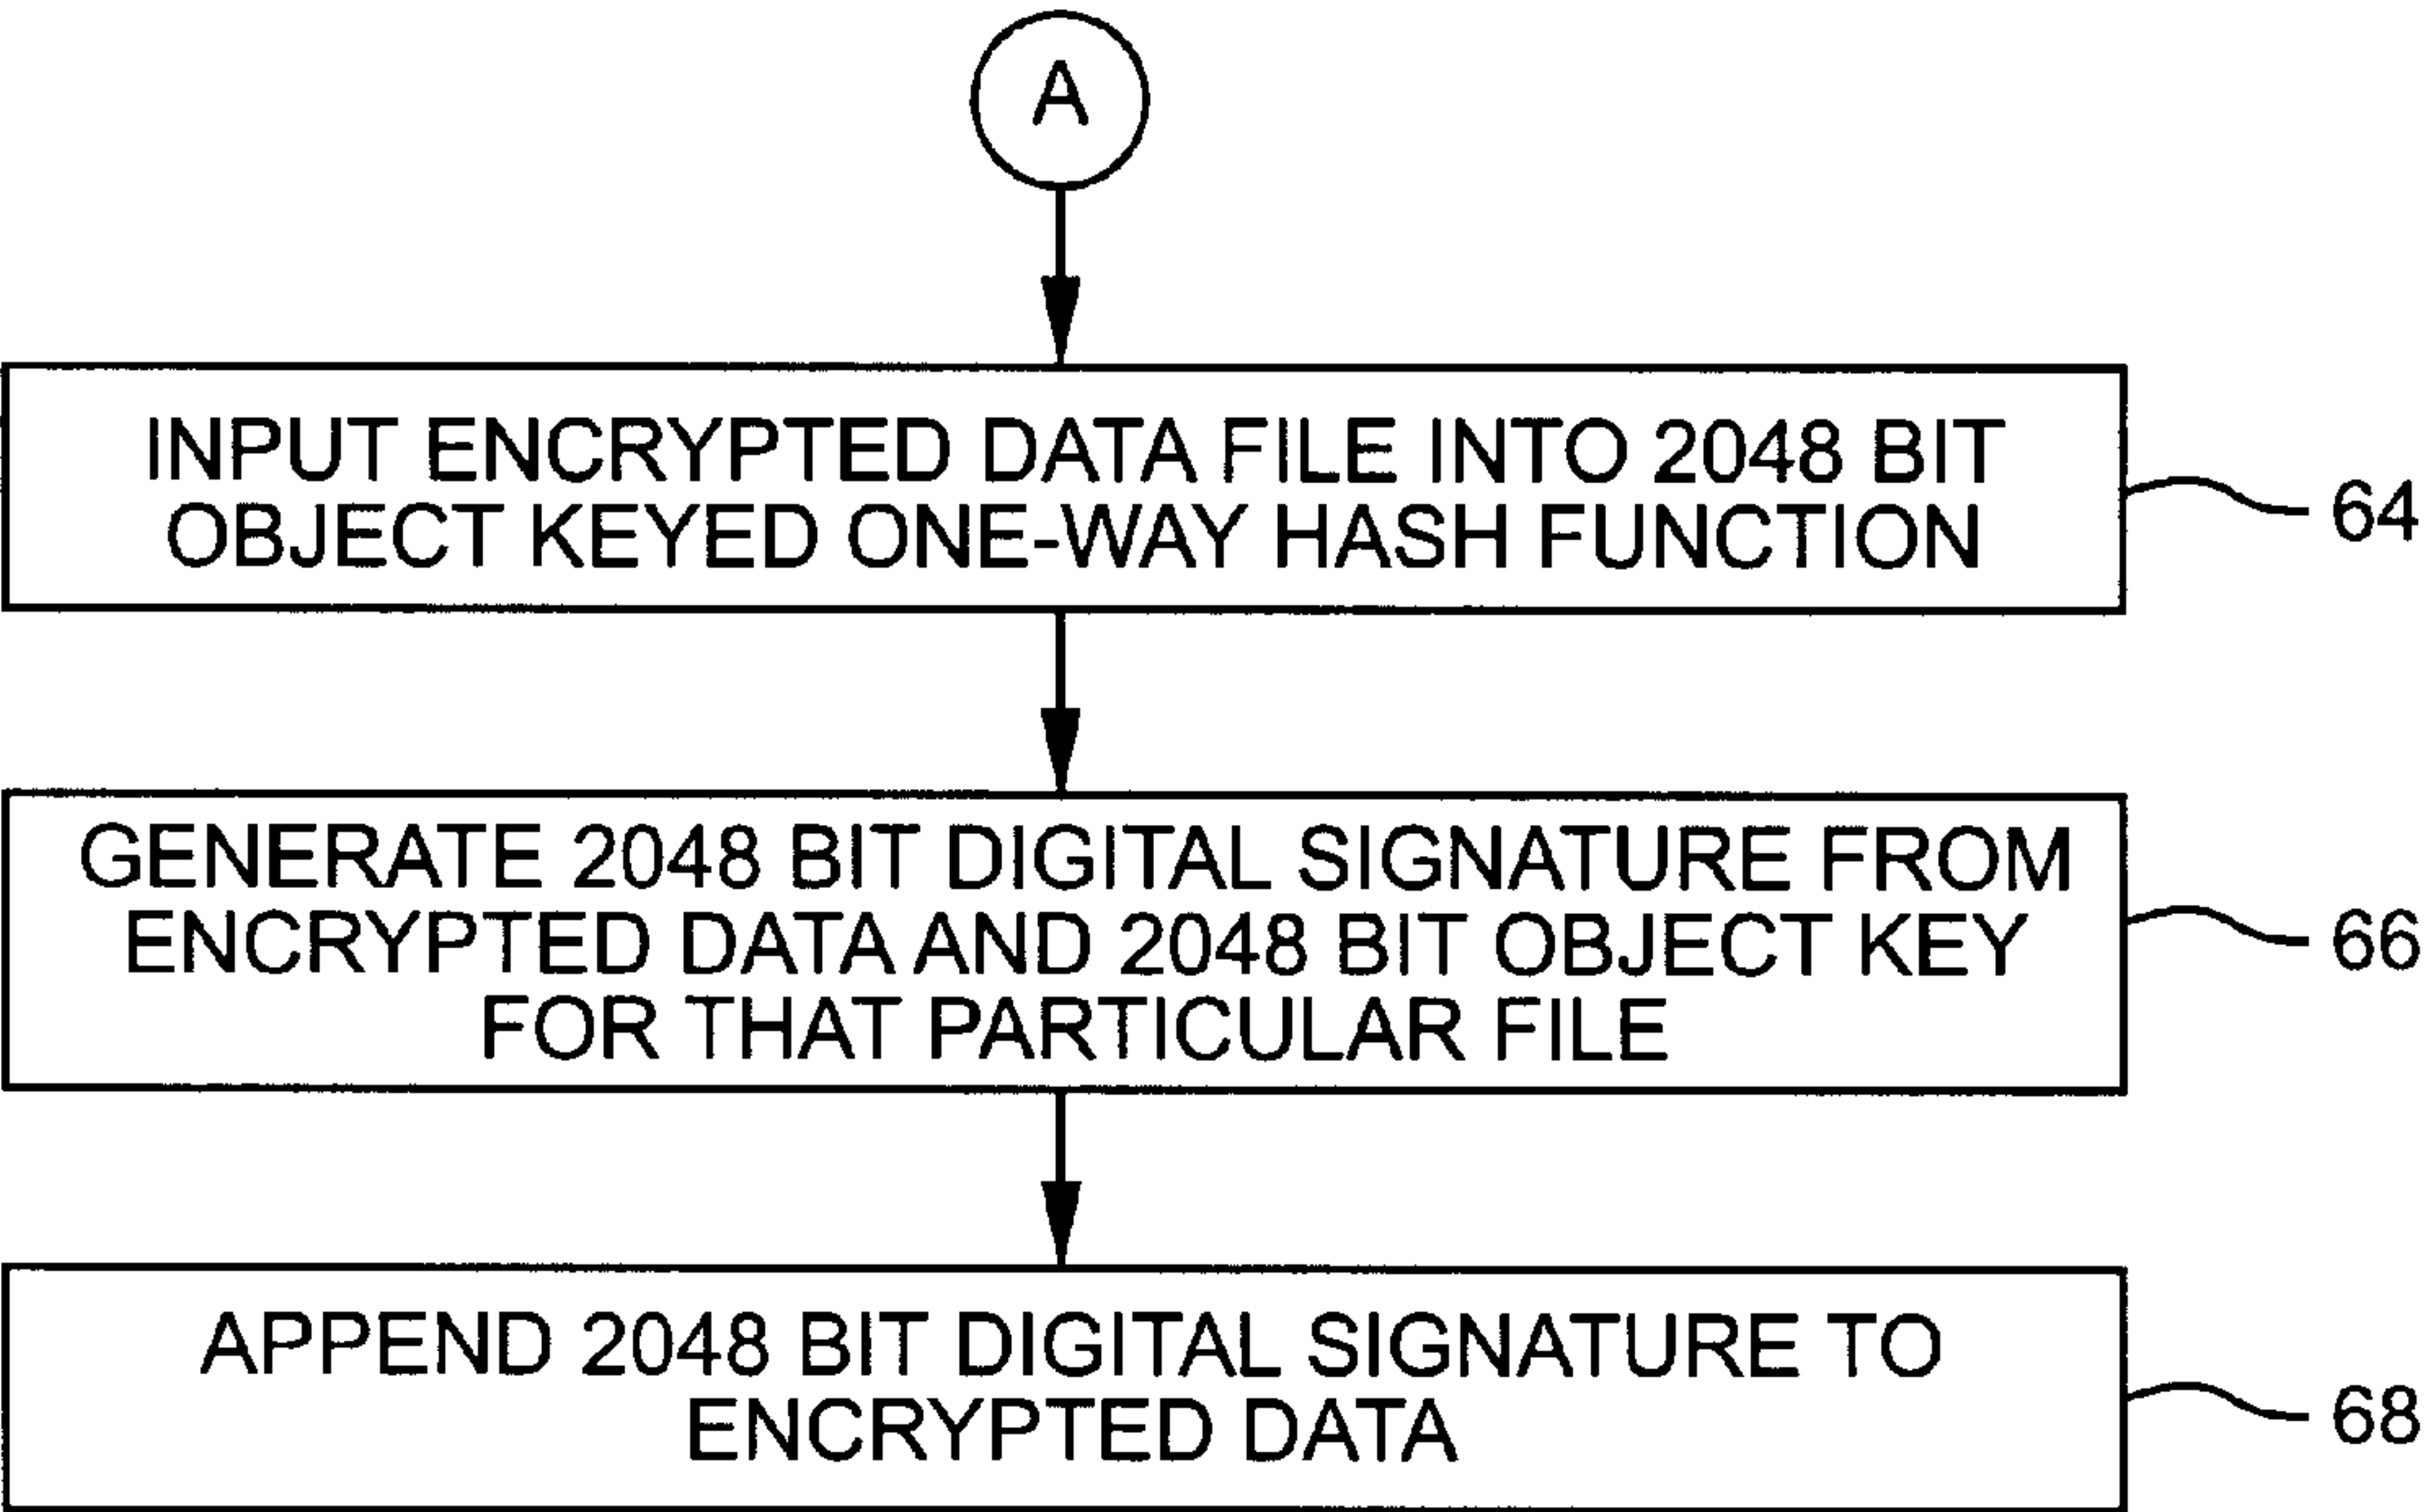 A
INPUT ENCRYPTED DATA FILE INTO 2048 BIT
OBJECT KEYED ONE-WAY HASH FUNCTION
64
GENERATE 2048 BIT DIGITAL SIGNATURE FROM
ENCRYPTED DATA AND 2048 BIT OBJECT KEY
FOR THAT PARTICULAR FILE
66
APPEND 2048 BIT DIGITAL SIGNATURE TO
ENCRYPTED DATA
68